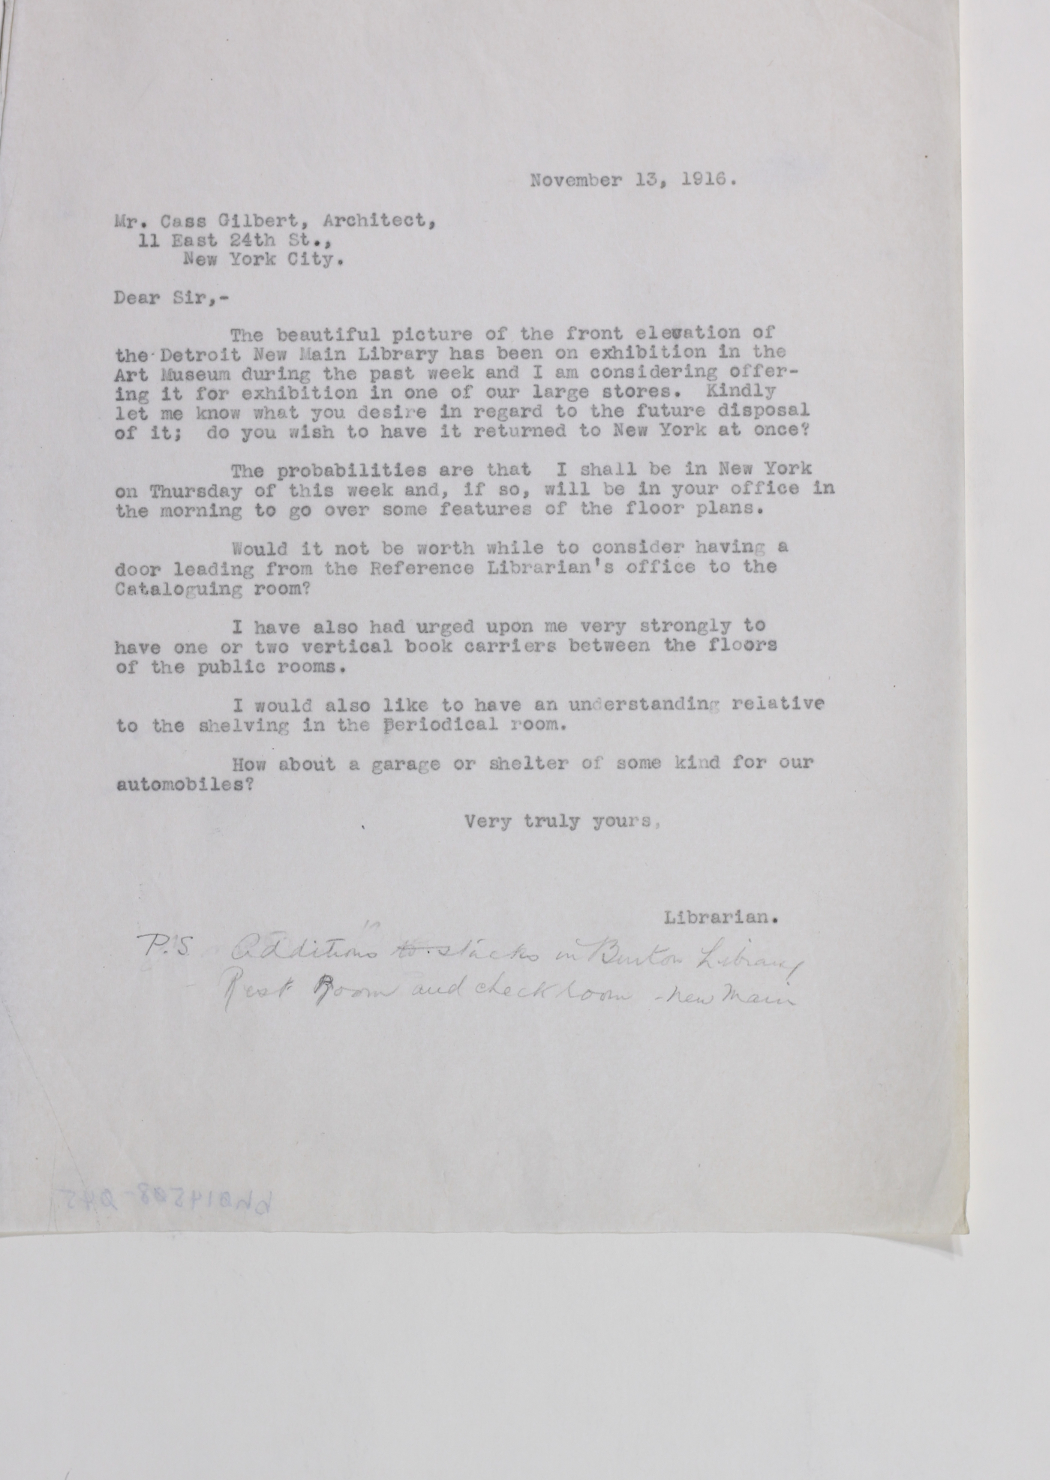 November 13, 1916.
Mr. Cass Gilbert, Architect,
11 East 24th St.,
New York City.
Dear Sir,-
The beautiful picture of the front elevation of
the Detroit New Main Library has been on exhibition in the
Art Museum during the past week and I am considering offer-
ing it for exhibition in one of our large stores. Kindly
let me know what you desire in regard to the future disposal
of it; do you wish to have it returned to New York at once?
The probabilities are that I shall be in New York
on Thursday of this week and, if so, will be in your office in
the morning to go over some features of the floor plans.
Would it not be worth while to consider having a
door leading from the Reference Librarian's office to the
Cataloguing room?
I have also had urged upon me very strongly to
have one or two vertical book carriers between the floors
of the public rooms.
I would also like to have an understanding relative
to the shelving in the periodical room.
How about a garage or shelter of some kind for our
automobiles?
Very truly yours,
Librarian.
in
P.S. Additions to stacks in Burton Library
Rest Room and check room - new Main